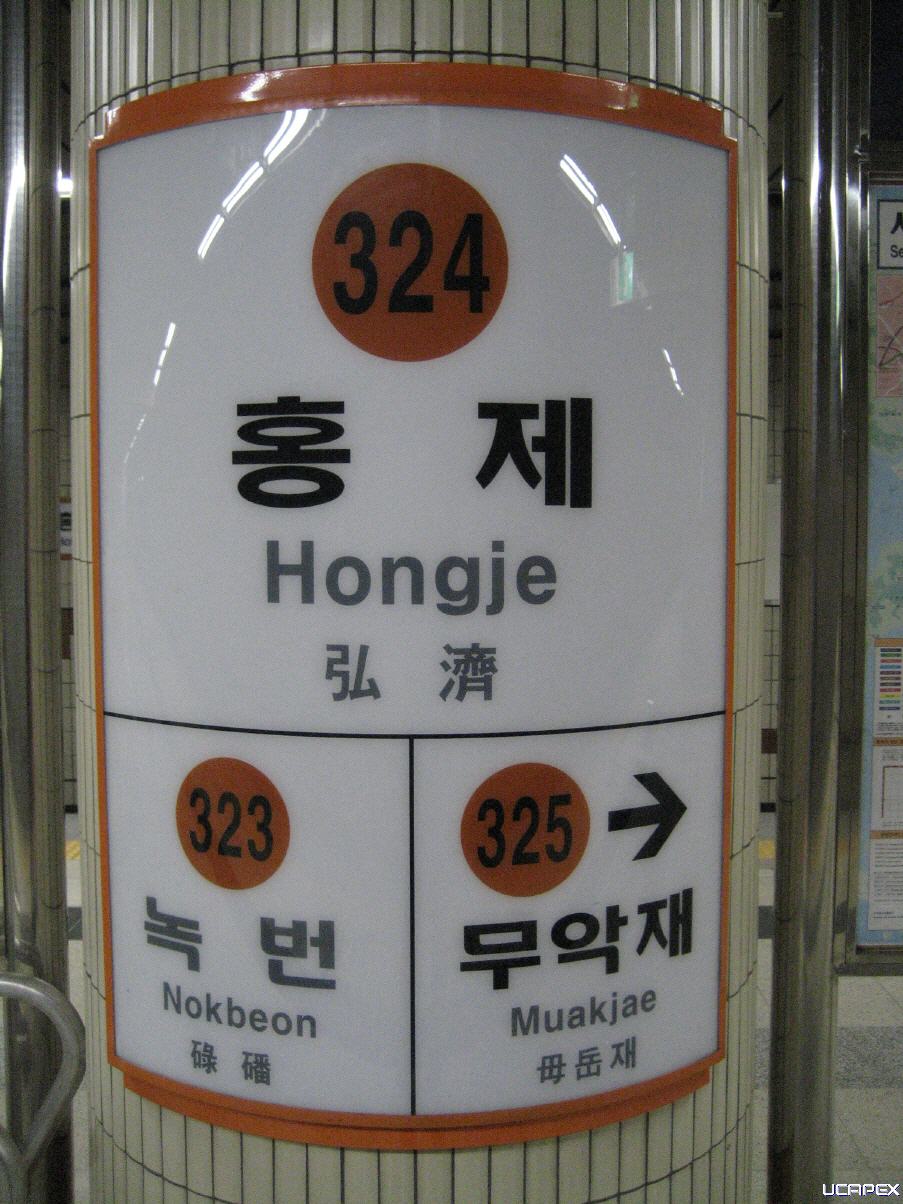 324
홍 제
Hongje
弘 濟
323
녹 번
Nokbeon
碌 磻
325 →
무악재
Muakjae
毋岳재
UCAPEX